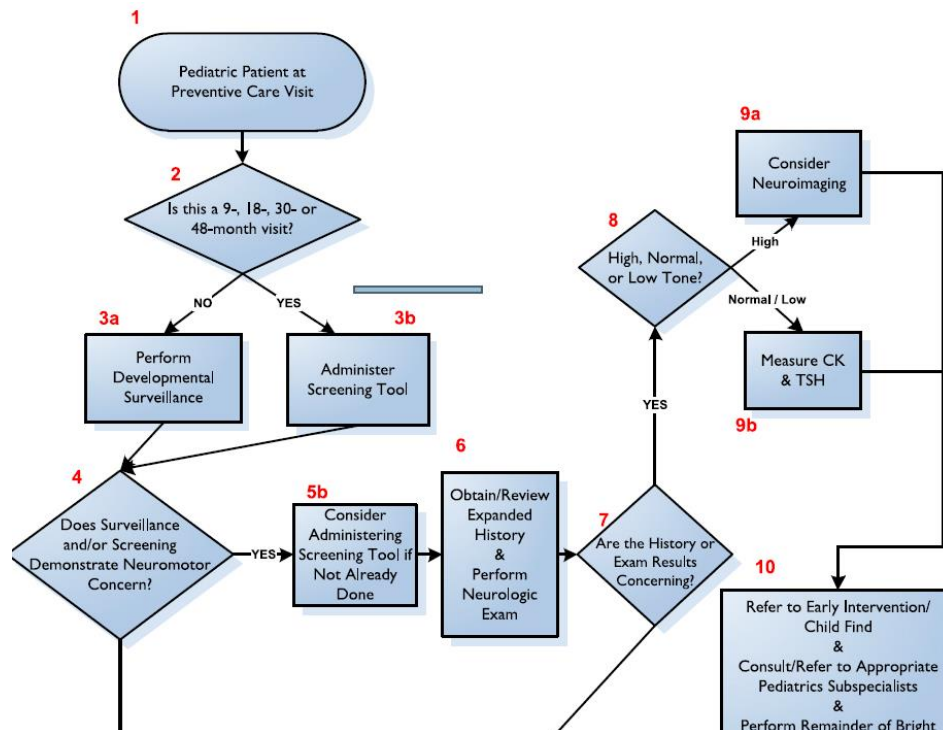 1
Pediatric Patient at
Preventive Care Visit
2
Is this a 9-, 18-, 30- or
48-month visit?
NO
YES
3a
Perform
Developmental
Surveillance
3b
Administer
Screening Tool
4
Does Surveillance
and/or Screening
Demonstrate Neuromotor
Concern?
YES
5b
Consider
Administering
Screening Tool if
Not Already
Done
6
Obtain/Review
Expanded
History
&
Perform
Neurologic
Exam
7
Are the History or
Exam Results
Concerning?
YES
8
High, Normal,
or Low Tone?
High
Normal / Low
9a
Consider
Neuroimaging
Measure CK
& TSH
9b
10
Refer to Early Intervention/
Child Find
&
Consult/Refer to Appropriate
Pediatrics Subspecialists
&
Perform Remainder of Bright